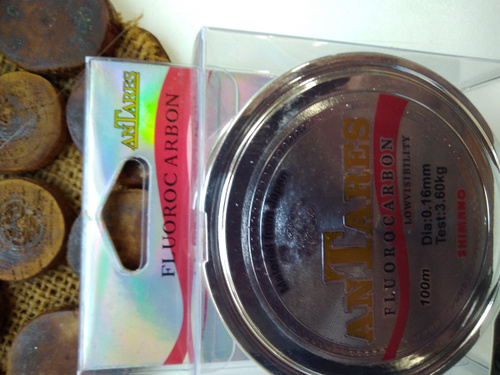 ANTARES
FLUOROCARBON
ANTARES
FLUOROCARBON
LOWVISIBILITY
100m Dia:0.16mm
Test:3.60kg
SHIMANO